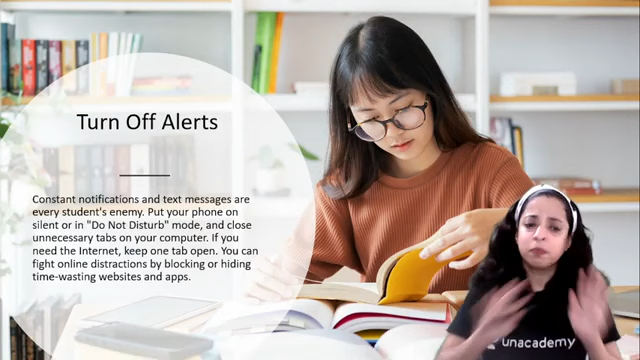 Turn Off Alerts
Constant notifications and text messages are
every student's enemy. Put your phone on
silent or in "Do Not Disturb" mode, and close
unnecessary tabs on your computer. If you
need the Internet, keep one tab open. You can
fight online distractions by blocking or hiding
time-wasting websites and apps.
unacademy